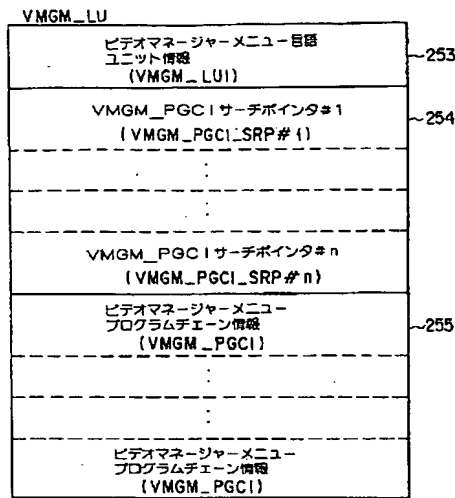 VMGM_LU
ビデオマネージャーメニュー言語
ユニット情報
(VMGM_LUI)
253
VMGM_PGCIサーチポインタ#1
(VMGM_PGCI_SRP#1)
254
VMGM_PGCIサーチポインタ#n
(VMGM_PGCI_SRP#n)
ビデオマネージャーメニュー
プログラムチェーン情報
(VMGM_PGCI)
255
ビデオマネージャーメニュー
プログラムチェーン情報
(VMGM_PGCI)